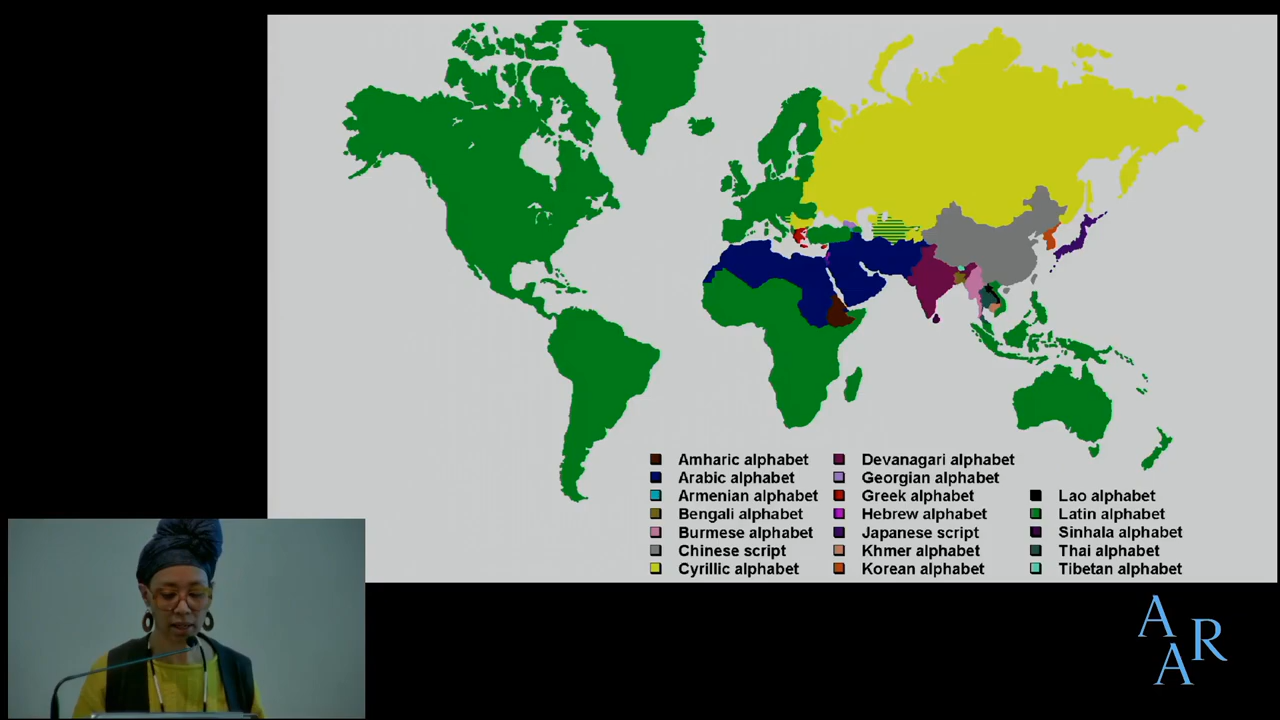 Amharic alphabet
Arabic alphabet
Armenian alphabet
Bengali alphabet
Burmese alphabet
Chinese script
Cyrillic alphabet
Devanagari alphabet
Georgian alphabet
Greek alphabet
Hebrew alphabet
Japanese script
Khmer alphabet
Korean alphabet
Lao alphabet
Latin alphabet
Sinhala alphabet
Thai alphabet
Tibetan alphabet
AAR